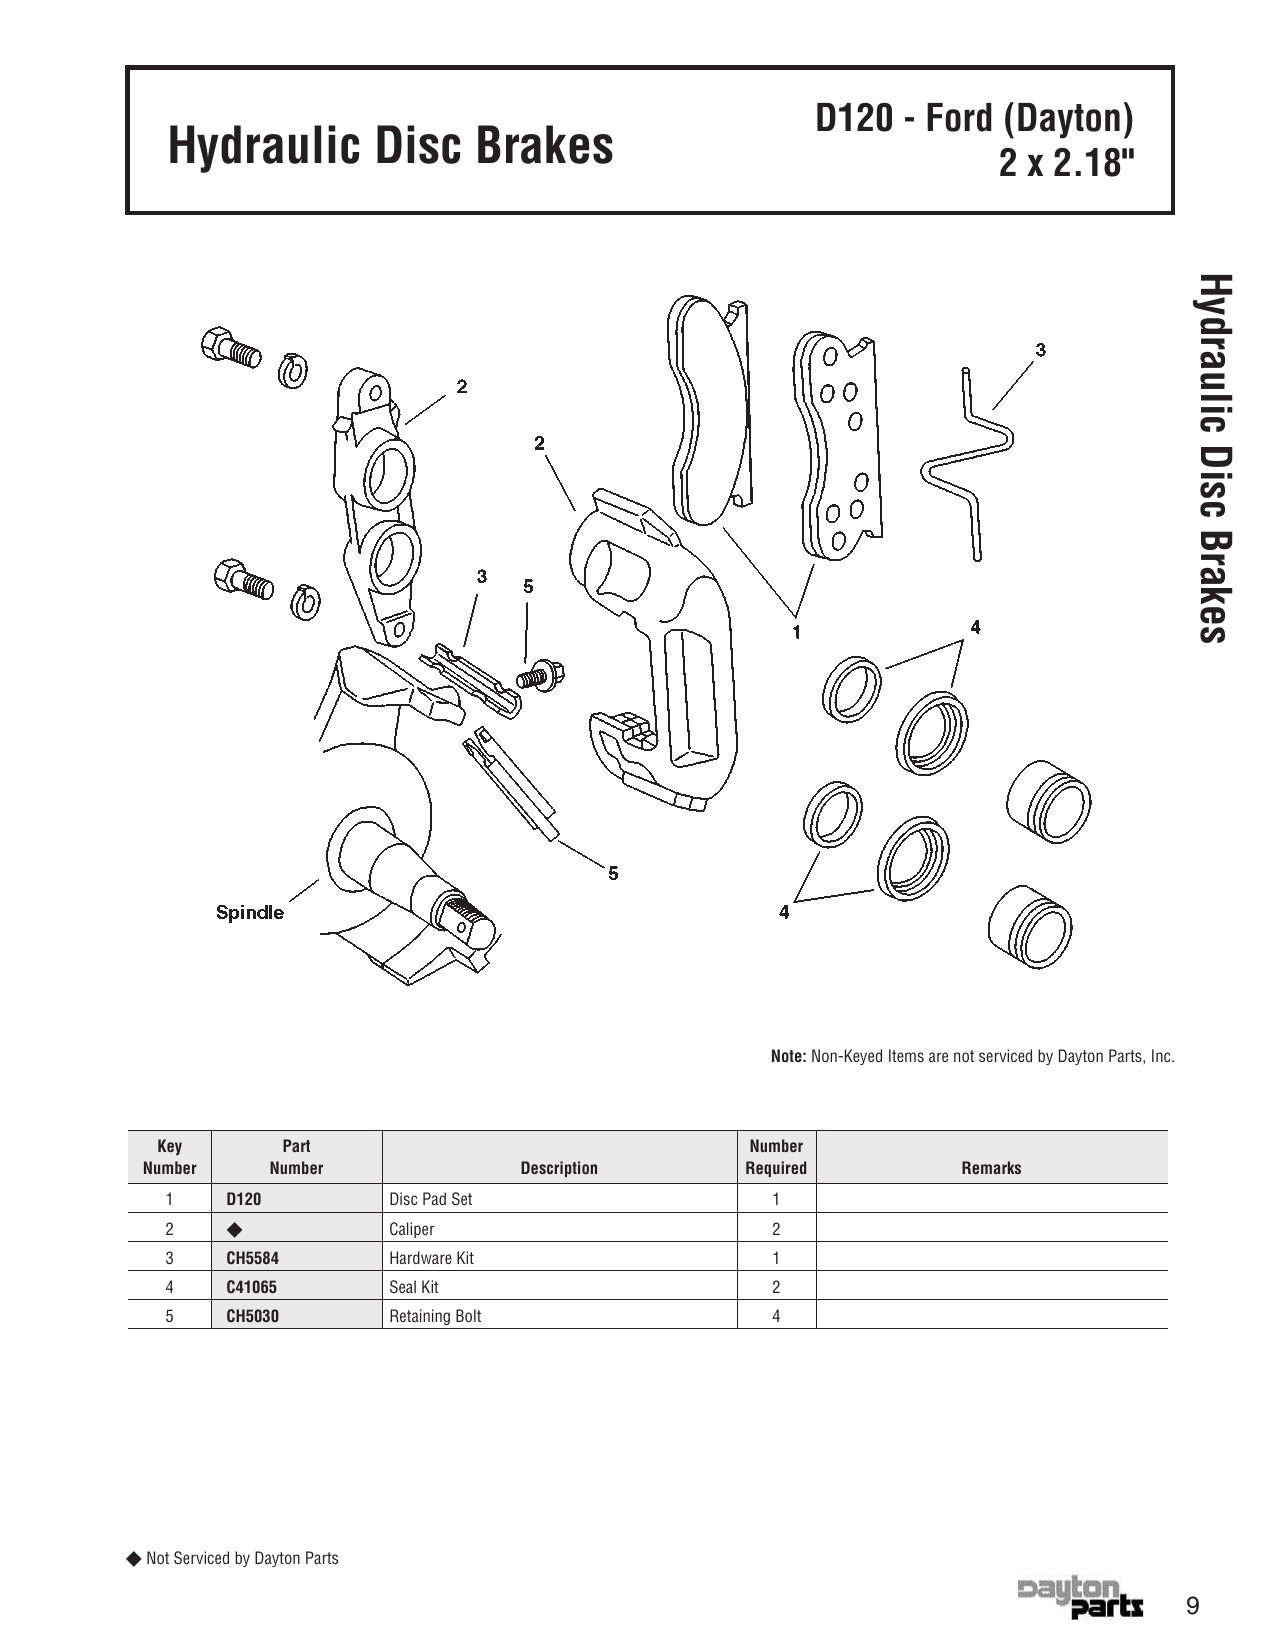 Hydraulic Disc Brakes
D120 - Ford (Dayton)
2 x 2.18"
Hydraulic Disc Brakes
2
2
3
3
5
1
4
5
4
Spindle
Note: Non-Keyed Items are not serviced by Dayton Parts, Inc.
Key Number Part Number Description Number Required Remarks
1 D120 Disc Pad Set 1
2 ◆ Caliper 2
3 CH5584 Hardware Kit 1
4 C41065 Seal Kit 2
5 CH5030 Retaining Bolt 4
◆ Not Serviced by Dayton Parts
Dayton
parts
9